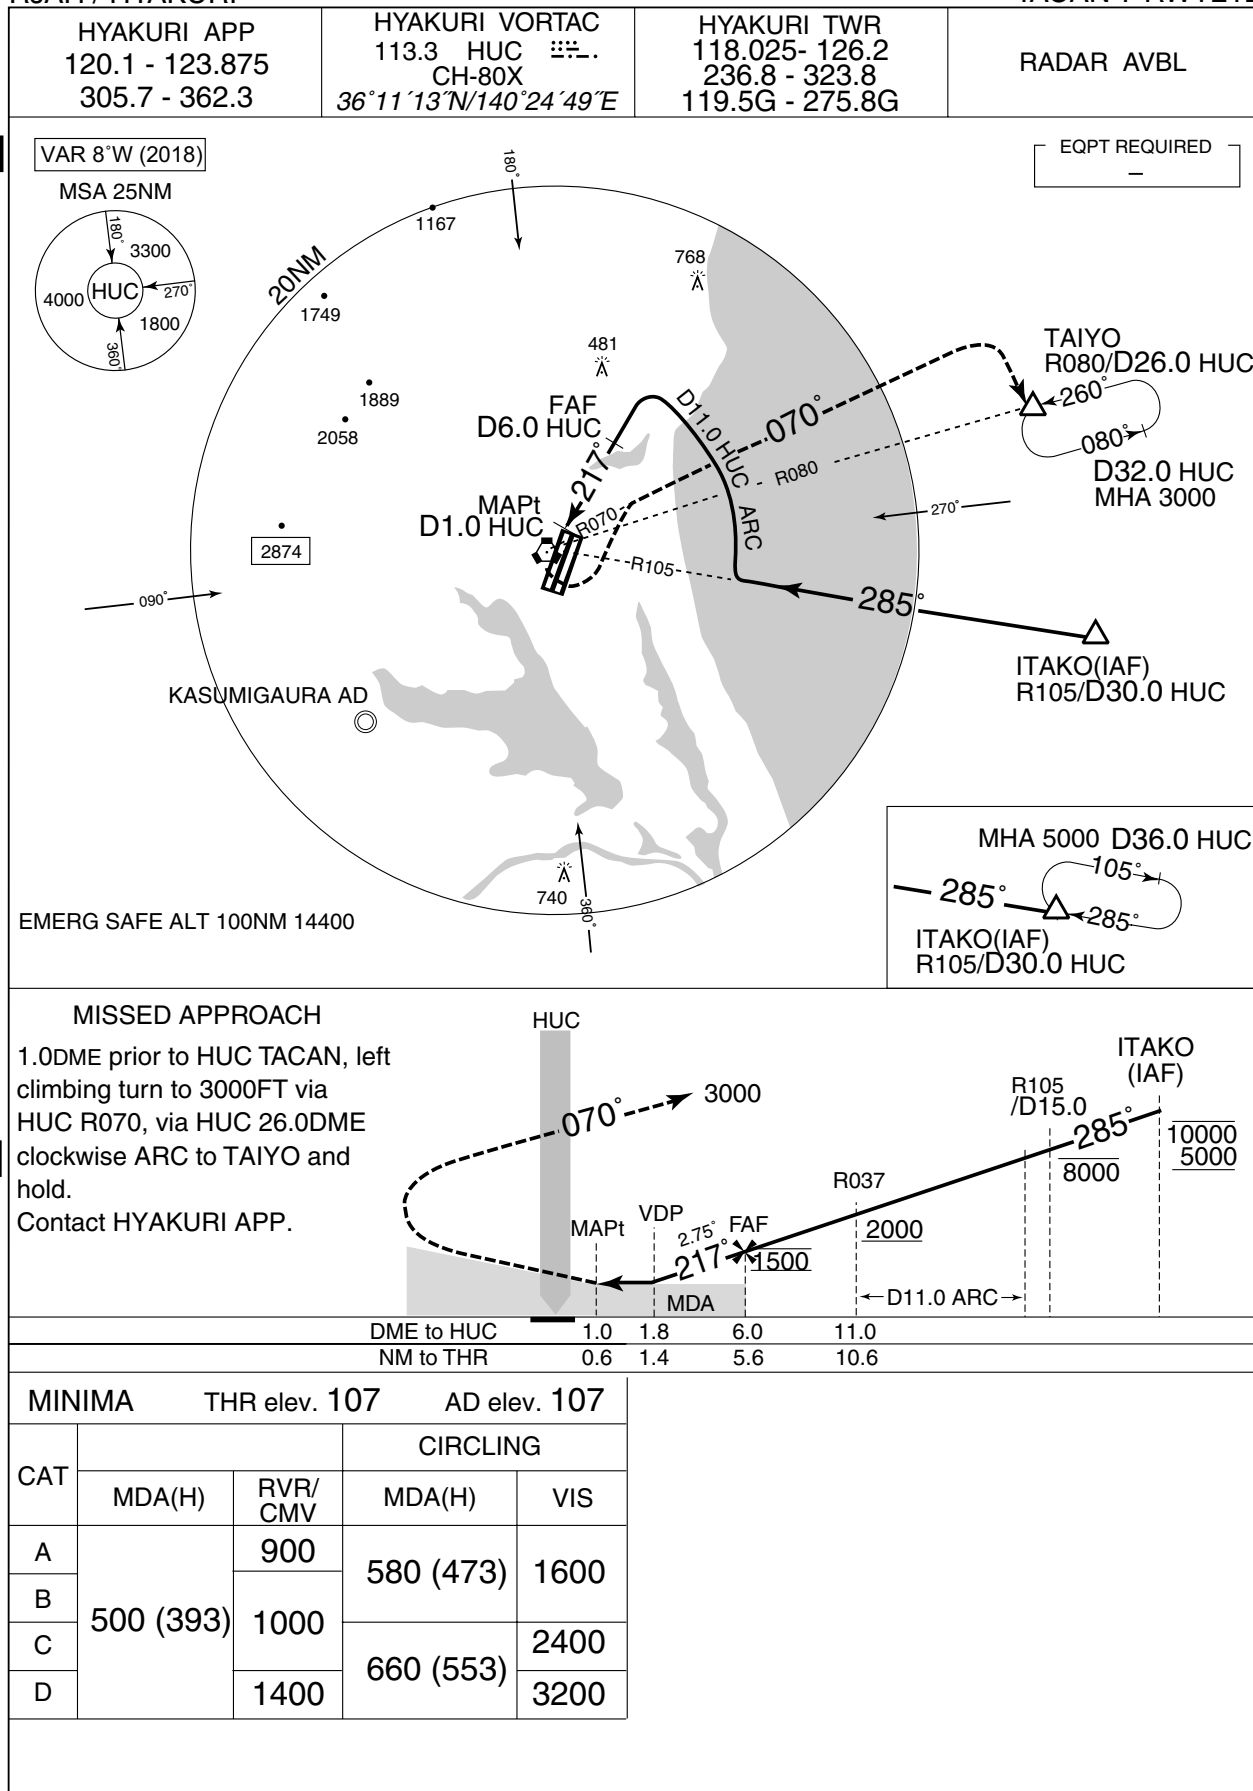 HYAKURI APP
120.1 - 123.875
305.7 - 362.3
HYAKURI VORTAC
113.3 HUC
CH-80X
36°11´13˝N/140°24´49˝E
HYAKURI TWR
118.025- 126.2
236.8 - 323.8
119.5G - 275.8G
RADAR AVBL
VAR 8°W (2018)
MSA 25NM
180°
3300
4000
HUC
270°
1800
360°
EQPT REQUIRED
–
180°
1167
20NM
1749
768
481
1889
2058
TAIYO
R080/D26.0 HUC
260°
080°
D32.0 HUC
MHA 3000
FAF
D6.0 HUC
D11.0 HUC ARC
070°
217°
R080
MAPt
D1.0 HUC
R070
270°
2874
R105
090°
285°
ITAKO(IAF)
R105/D30.0 HUC
KASUMIGAURA AD
740
360°
EMERG SAFE ALT 100NM 14400
MHA 5000 D36.0 HUC
105°
285°
285°
ITAKO(IAF)
R105/D30.0 HUC
MISSED APPROACH
1.0DME prior to HUC TACAN, left
climbing turn to 3000FT via
HUC R070, via HUC 26.0DME
clockwise ARC to TAIYO and
hold.
Contact HYAKURI APP.
HUC
070°
3000
ITAKO
(IAF)
R105
/D15.0
285°
10000
5000
8000
R037
2000
MAPt
VDP
2.75°
FAF
217°
1500
MDA
D11.0 ARC
DME to HUC 1.0 1.8 6.0 11.0
NM to THR 0.6 1.4 5.6 10.6
MINIMA THR elev. 107 AD elev. 107
CAT
CIRCLING
MDA(H)
RVR/
CMV
MDA(H)
VIS
A
900
580 (473)
1600
B
500 (393)
1000
C
660 (553)
2400
D
1400
3200